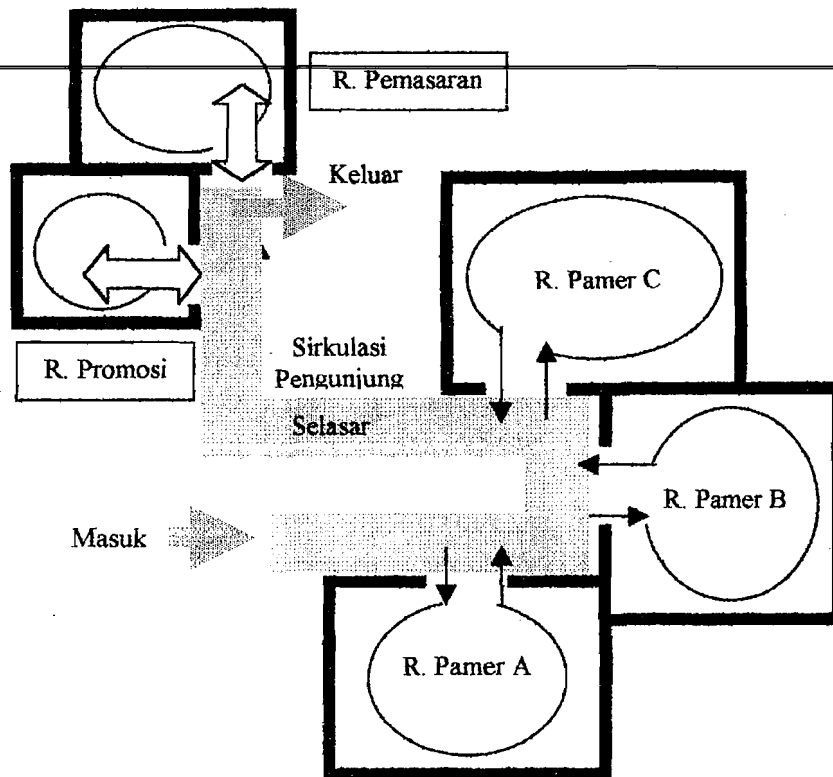 R. Pemasaran
Keluar
R. Pamer C
R. Promosi
Sirkulasi
Pengunjung
Selasar
R. Pamer B
Masuk
R. Pamer A